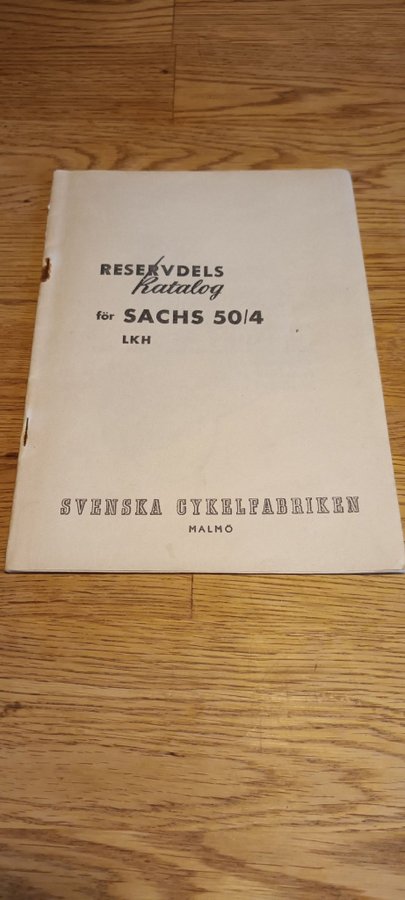 RESERVDELS
Katalog
för SACHS 50/4
LKH
SVENSKA CYKELFABRIKEN
MALMÖ